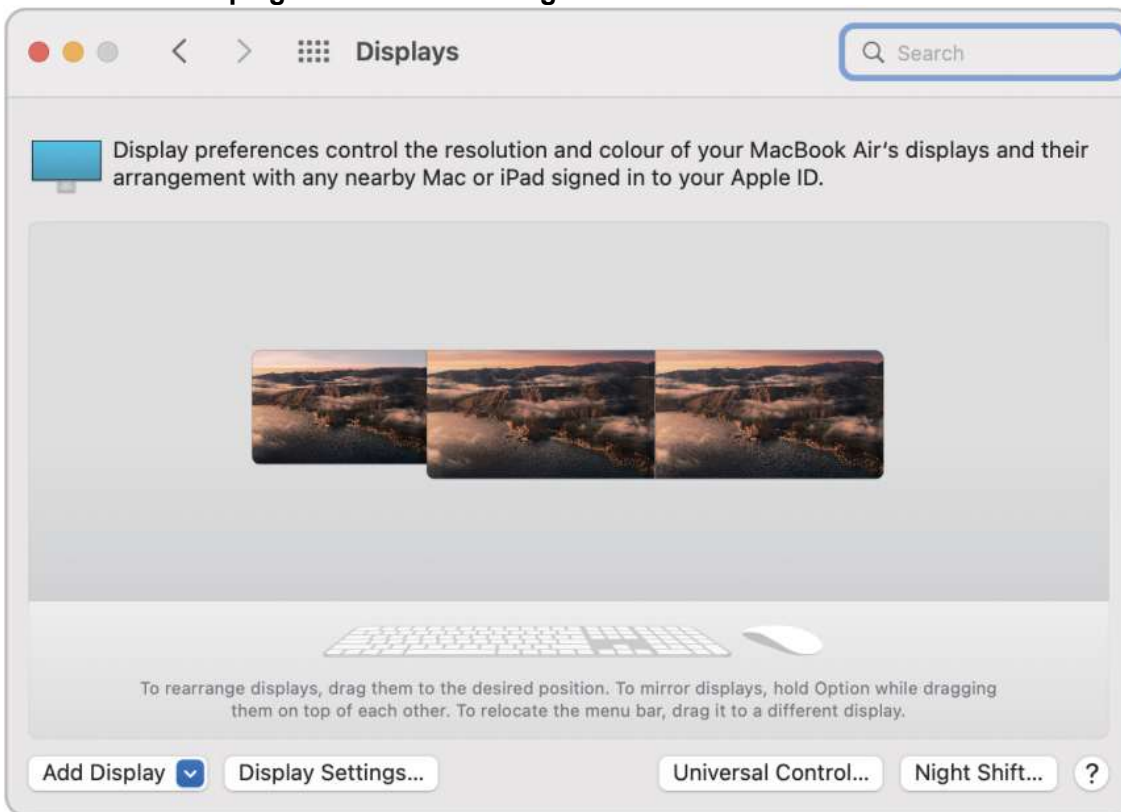 Displays
Search
Display preferences control the resolution and colour of your MacBook Air's displays and their
arrangement with any nearby Mac or iPad signed in to your Apple ID.
To rearrange displays, drag them to the desired position. To mirror displays, hold Option while dragging
them on top of each other. To relocate the menu bar, drag it to a different display.
Add Display
Display Settings...
Universal Control...
Night Shift...
?